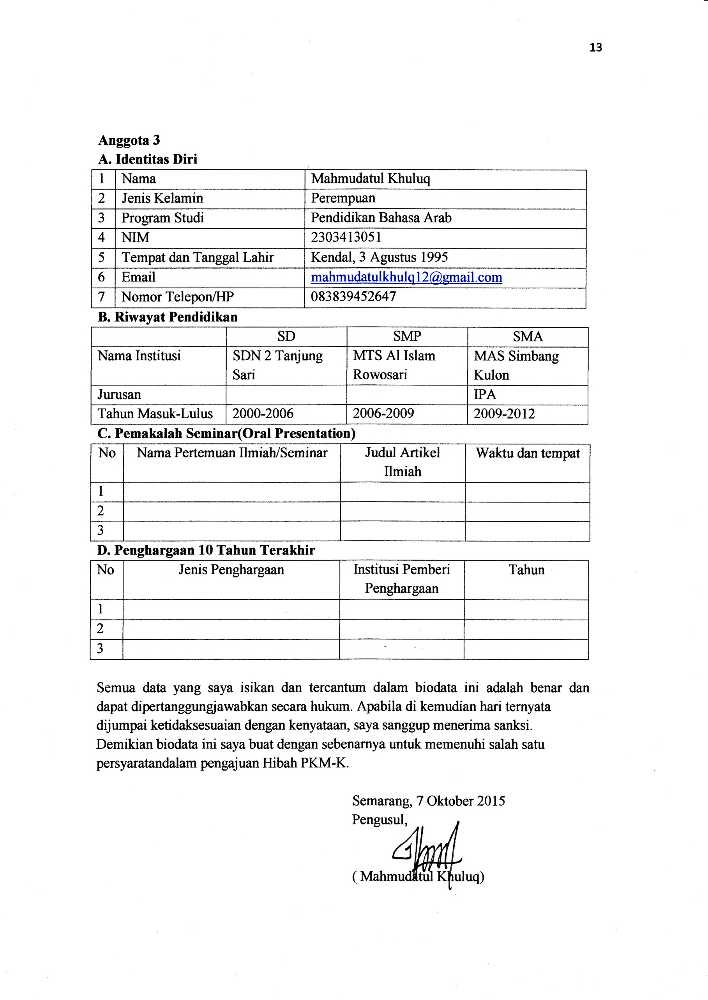 13
Anggota 3
A. Identitas Diri
1 Nama Mahmudatul Khuluq
2 Jenis Kelamin Perempuan
3 Program Studi Pendidikan Bahasa Arab
4 NIM 2303413051
5 Tempat dan Tanggal Lahir Kendal, 3 Agustus 1995
6 Email mahmudatulkhulq12@gmail.com
7 Nomor Telepon/HP 083839452647
B. Riwayat Pendidikan
SD SMP SMA
Nama Institusi SDN 2 Tanjung MTS Al Islam MAS Simbang
Sari Rowosari Kulon
Jurusan IPA
Tahun Masuk-Lulus 2000-2006 2006-2009 2009-2012
C. Pemakalah Seminar(Oral Presentation)
No Nama Pertemuan Ilmiah/Seminar Judul Artikel Waktu dan tempat
Ilmiah
1
2
3
D. Penghargaan 10 Tahun Terakhir
No Jenis Penghargaan Institusi Pemberi Tahun
Penghargaan
1
2
3
Semua data yang saya isikan dan tercantum dalam biodata ini adalah benar dan
dapat dipertanggungjawabkan secara hukum. Apabila di kemudian hari ternyata
dijumpai ketidaksesuaian dengan kenyataan, saya sanggup menerima sanksi.
Demikian biodata ini saya buat dengan sebenarnya untuk memenuhi salah satu
persyaratandalam pengajuan Hibah PKM-K.
Semarang, 7 Oktober 2015
Pengusul,
( Mahmudatul Khuluq)